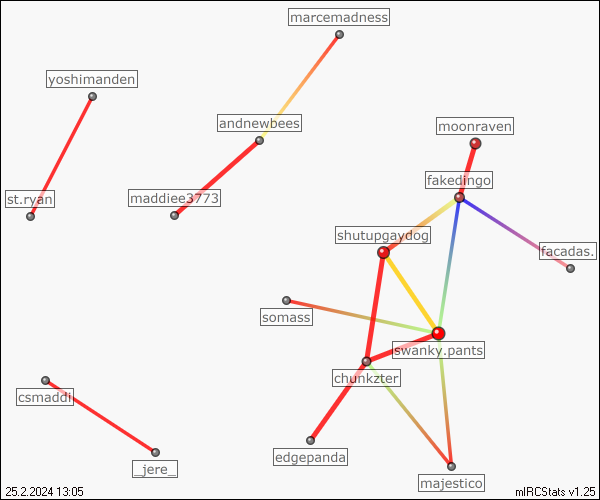 marcemadness
yoshimanden
andnewbees
moonraven
fakedingo
st.ryan
maddiee3773
shutupgaydog
facadas.
somass
swanky.pants
chunkzter
csmaddi
edgepanda
_jere_
majestico
25.2.2024 13:05
mIRCStats v1.25